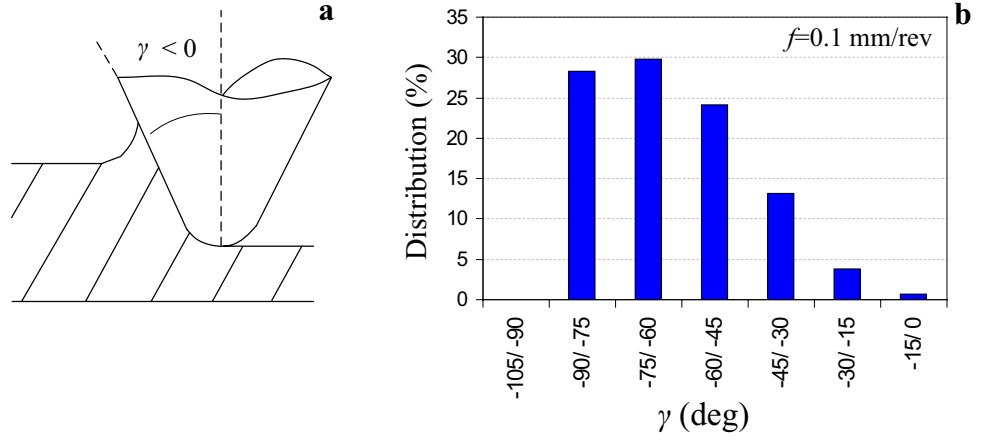 a
γ < 0
b
f=0.1 mm/rev
Distribution (%)
35
30
25
20
15
10
5
0
-105/ -90
-90/ -75
-75/ -60
-60/ -45
-45/ -30
-30/ -15
-15/ 0
γ (deg)